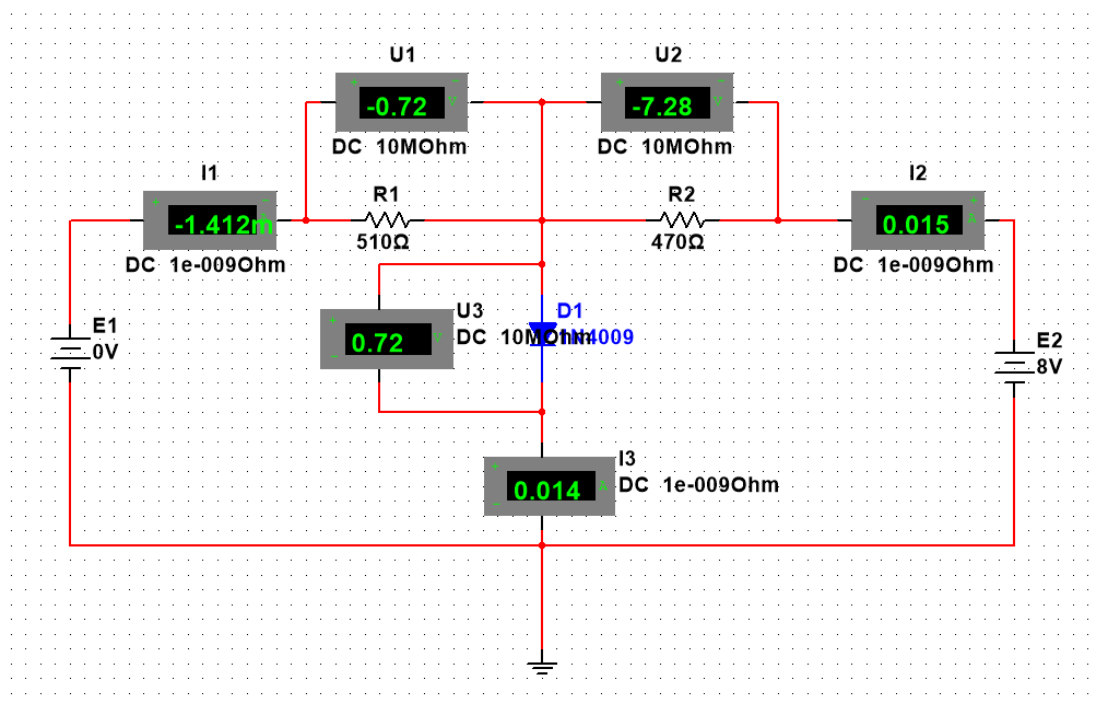 U1
U2
-0.72
-7.28
DC 10MOhm
DC 10MOhm
I1
R1
R2
I2
-1.412m
0.015
510Ω
470Ω
DC 1e-009Ohm
DC 1e-009Ohm
E1
0V
U3
DC 10MOhm
0.72
D1
1N4009
E2
8V
I3
DC 1e-009Ohm
0.014